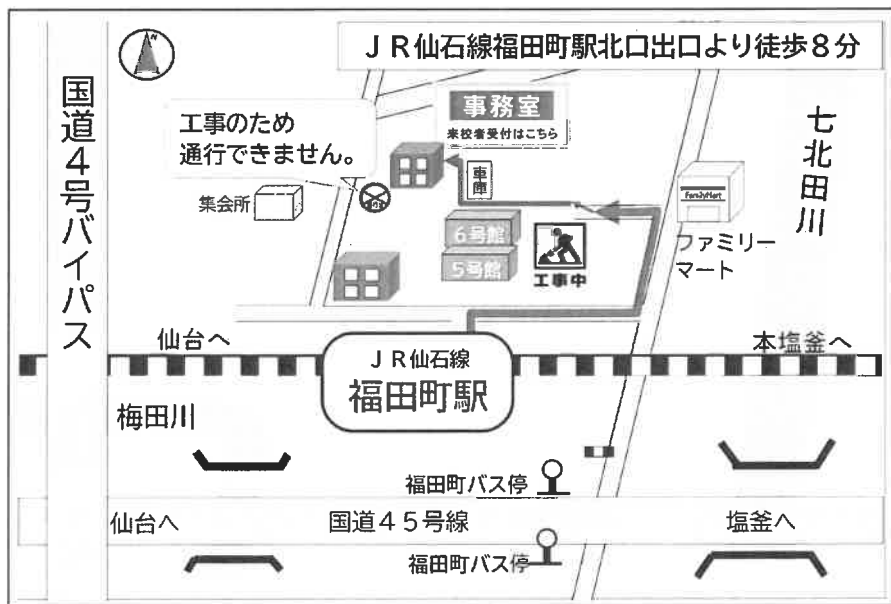 N
JR仙石線福田町駅北口出口より徒歩8分
国道4号バイパス
工事のため
通行できません。
事務室
来校者受付はこちら
七北田川
車庫
集会所
FamilyMart
ファミリー
マート
6号館
5号館
工事中
仙台へ
本塩釜へ
JR仙石線
福田町駅
梅田川
福田町バス停
仙台へ
国道45号線
塩釜へ
福田町バス停